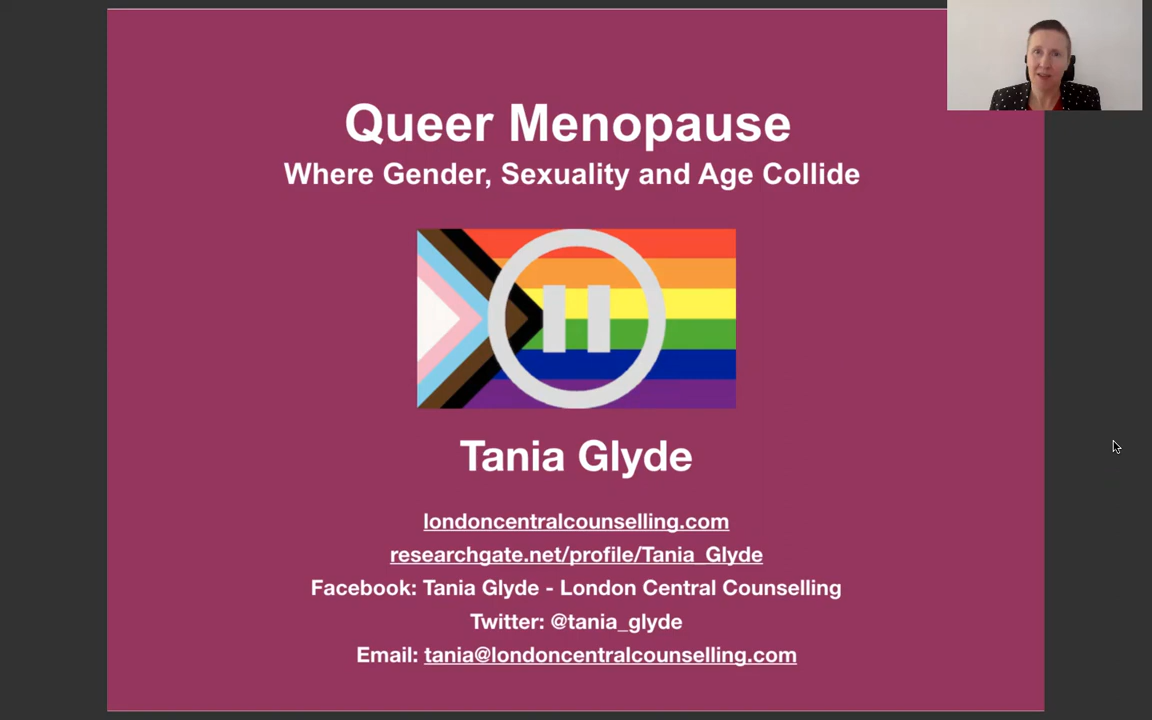 Queer Menopause
Where Gender, Sexuality and Age Collide
Tania Glyde
londoncentralcounselling.com
researchgate.net/profile/Tania_Glyde
Facebook: Tania Glyde - London Central Counselling
Twitter: @tania_glyde
Email: tania@londoncentralcounselling.com